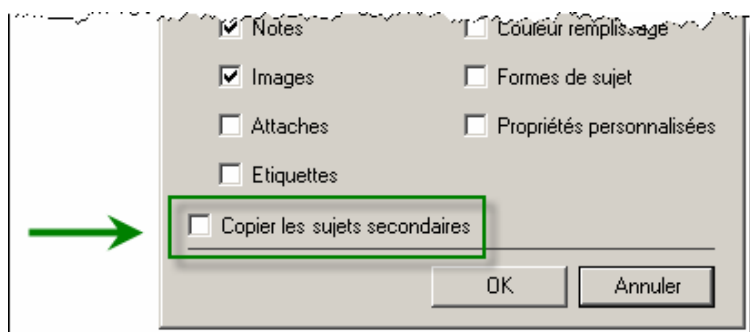 Notes Couleur remplissage
Images Formes de sujet
Attaches Propriétés personnalisées
Etiquettes
Copier les sujets secondaires
OK Annuler